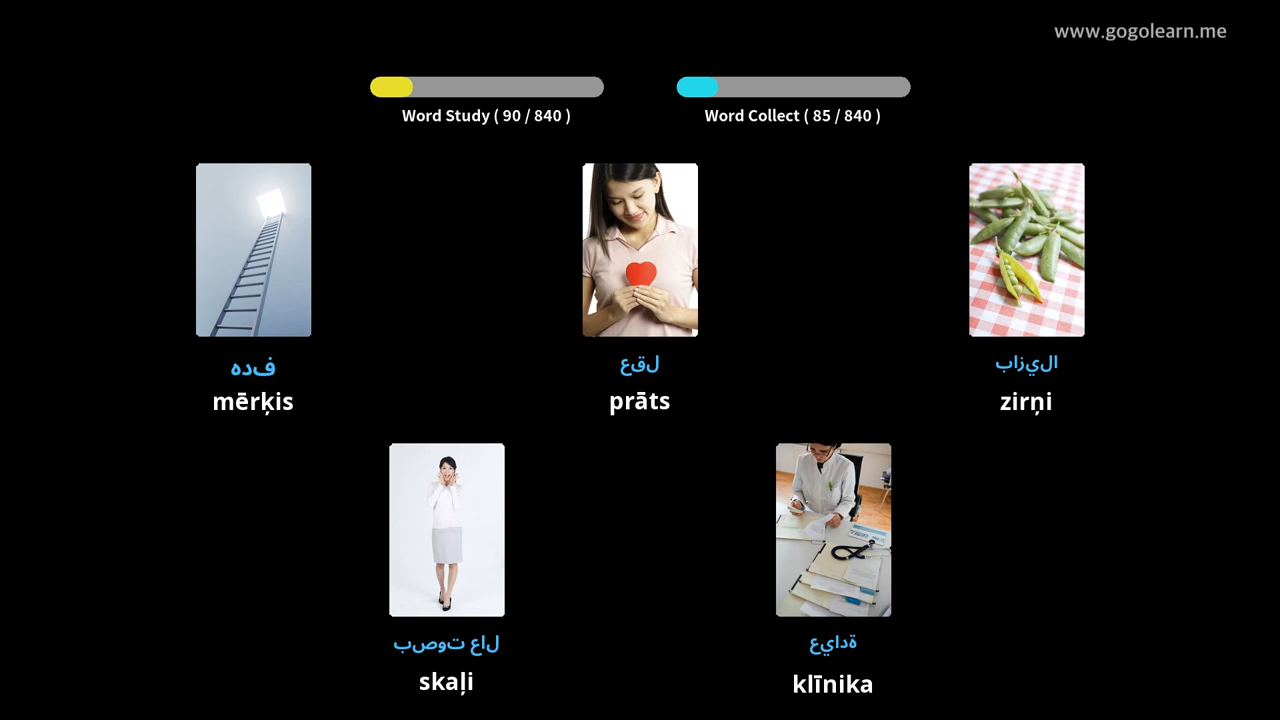 www.gogolearn.me
Word Study ( 90 / 840 )
Word Collect ( 85 / 840 )
فده
لقع
اليزاب
mērķis
prāts
zirņi
لاع توصب
ةدايع
skaļi
klīnika